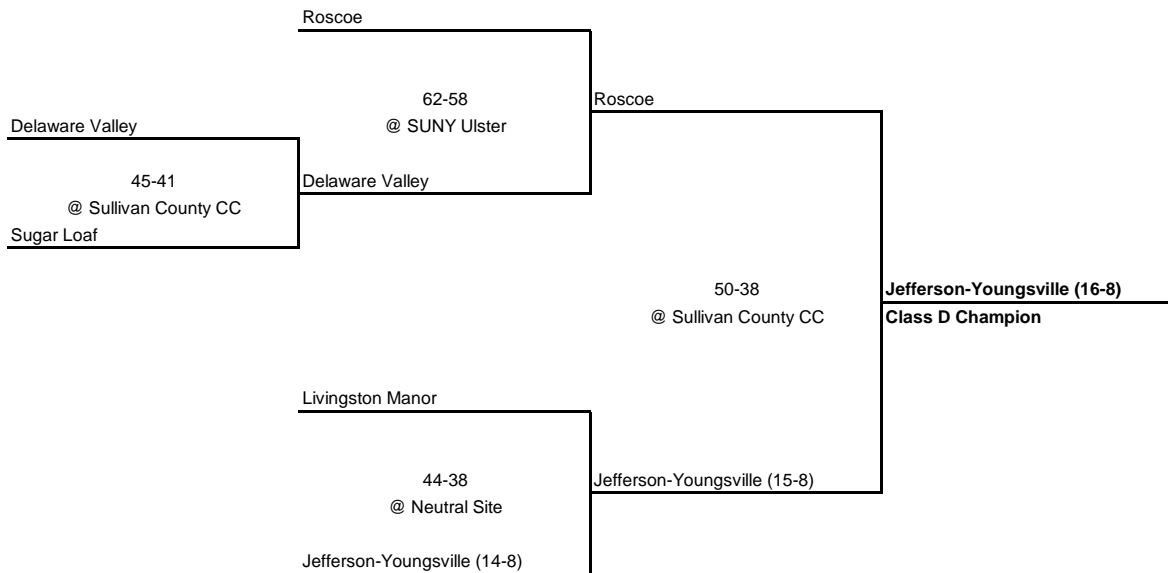 Roscoe
62-58
@ SUNY Ulster
Roscoe
Delaware Valley
45-41
@ Sullivan County CC
Delaware Valley
Sugar Loaf
50-38
@ Sullivan County CC
Jefferson-Youngsville (16-8)
Class D Champion
Livingston Manor
44-38
@ Neutral Site
Jefferson-Youngsville (15-8)
Jefferson-Youngsville (14-8)